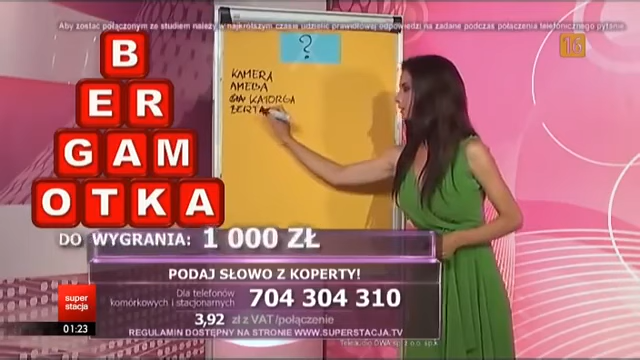 Aby zostać połączonym ze studiem należy w najkrótszym czasie udzielić prawidłowej odpowiedzi na zadane podczas połączenia telefonicznego pytanie
16
?
B
ER
GAM
OTKA
KAMERA
AMEBA
KATORGA
BERTA
DO WYGRANIA: 1 000 ZŁ
PODAJ SŁOWO Z KOPERTY!
Dla telefonów
komórkowych i stacjonarnych 704 304 310
3,92 zł z VAT/połączenie
REGULAMIN DOSTĘPNY NA STRONIE WWW.SUPERSTACJA.TV
super
stacja
01:23